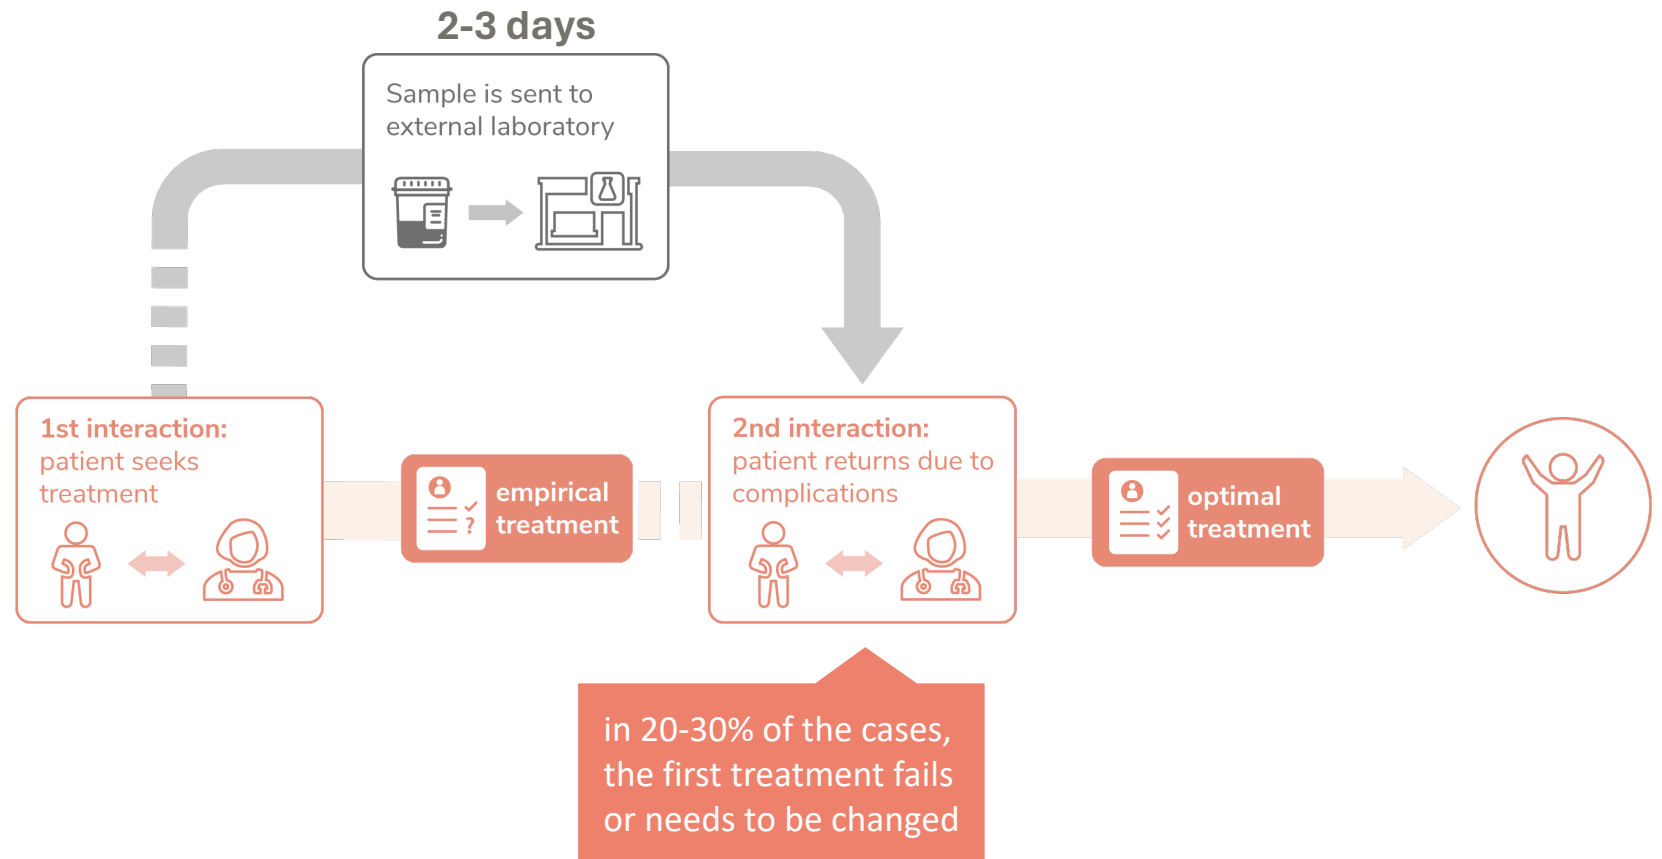 2-3 days
Sample is sent to
external laboratory
1st interaction:
patient seeks
treatment
?
empirical
treatment
2nd interaction:
patient returns due to
complications
optimal
treatment
in 20-30% of the cases,
the first treatment fails
or needs to be changed